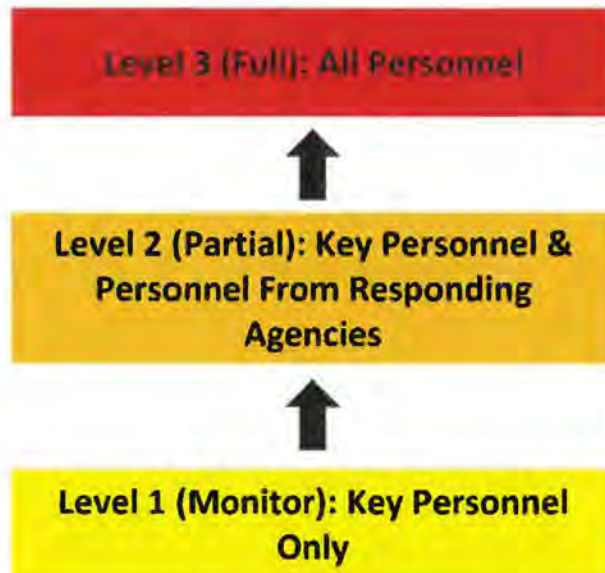 Level 3 (Full): All Personnel
Level 2 (Partial): Key Personnel &
Personnel From Responding
Agencies
Level 1 (Monitor): Key Personnel
Only